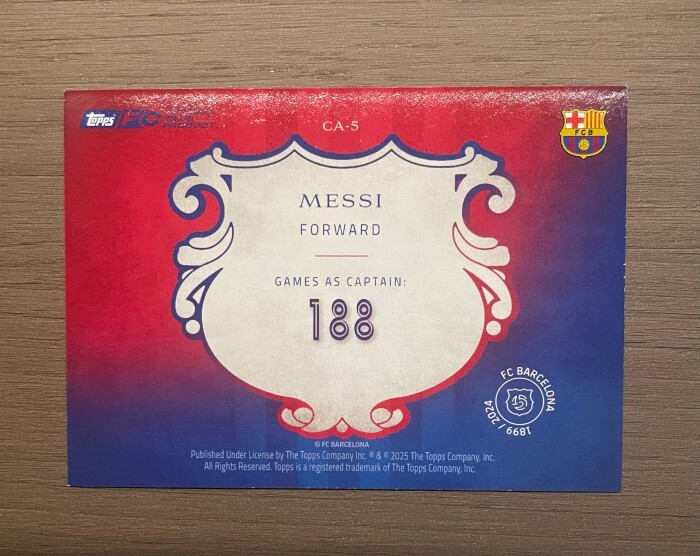 topps
CA-5
FCB
MESSI
FORWARD
GAMES AS CAPTAIN:
188
FC BARCELONA
1899 / 2024
© FC BARCELONA
Published Under License by The Topps Company Inc. ® & © 2025 The Topps Company, Inc.
All Rights Reserved. Topps is a registered trademark of The Topps Company, Inc.